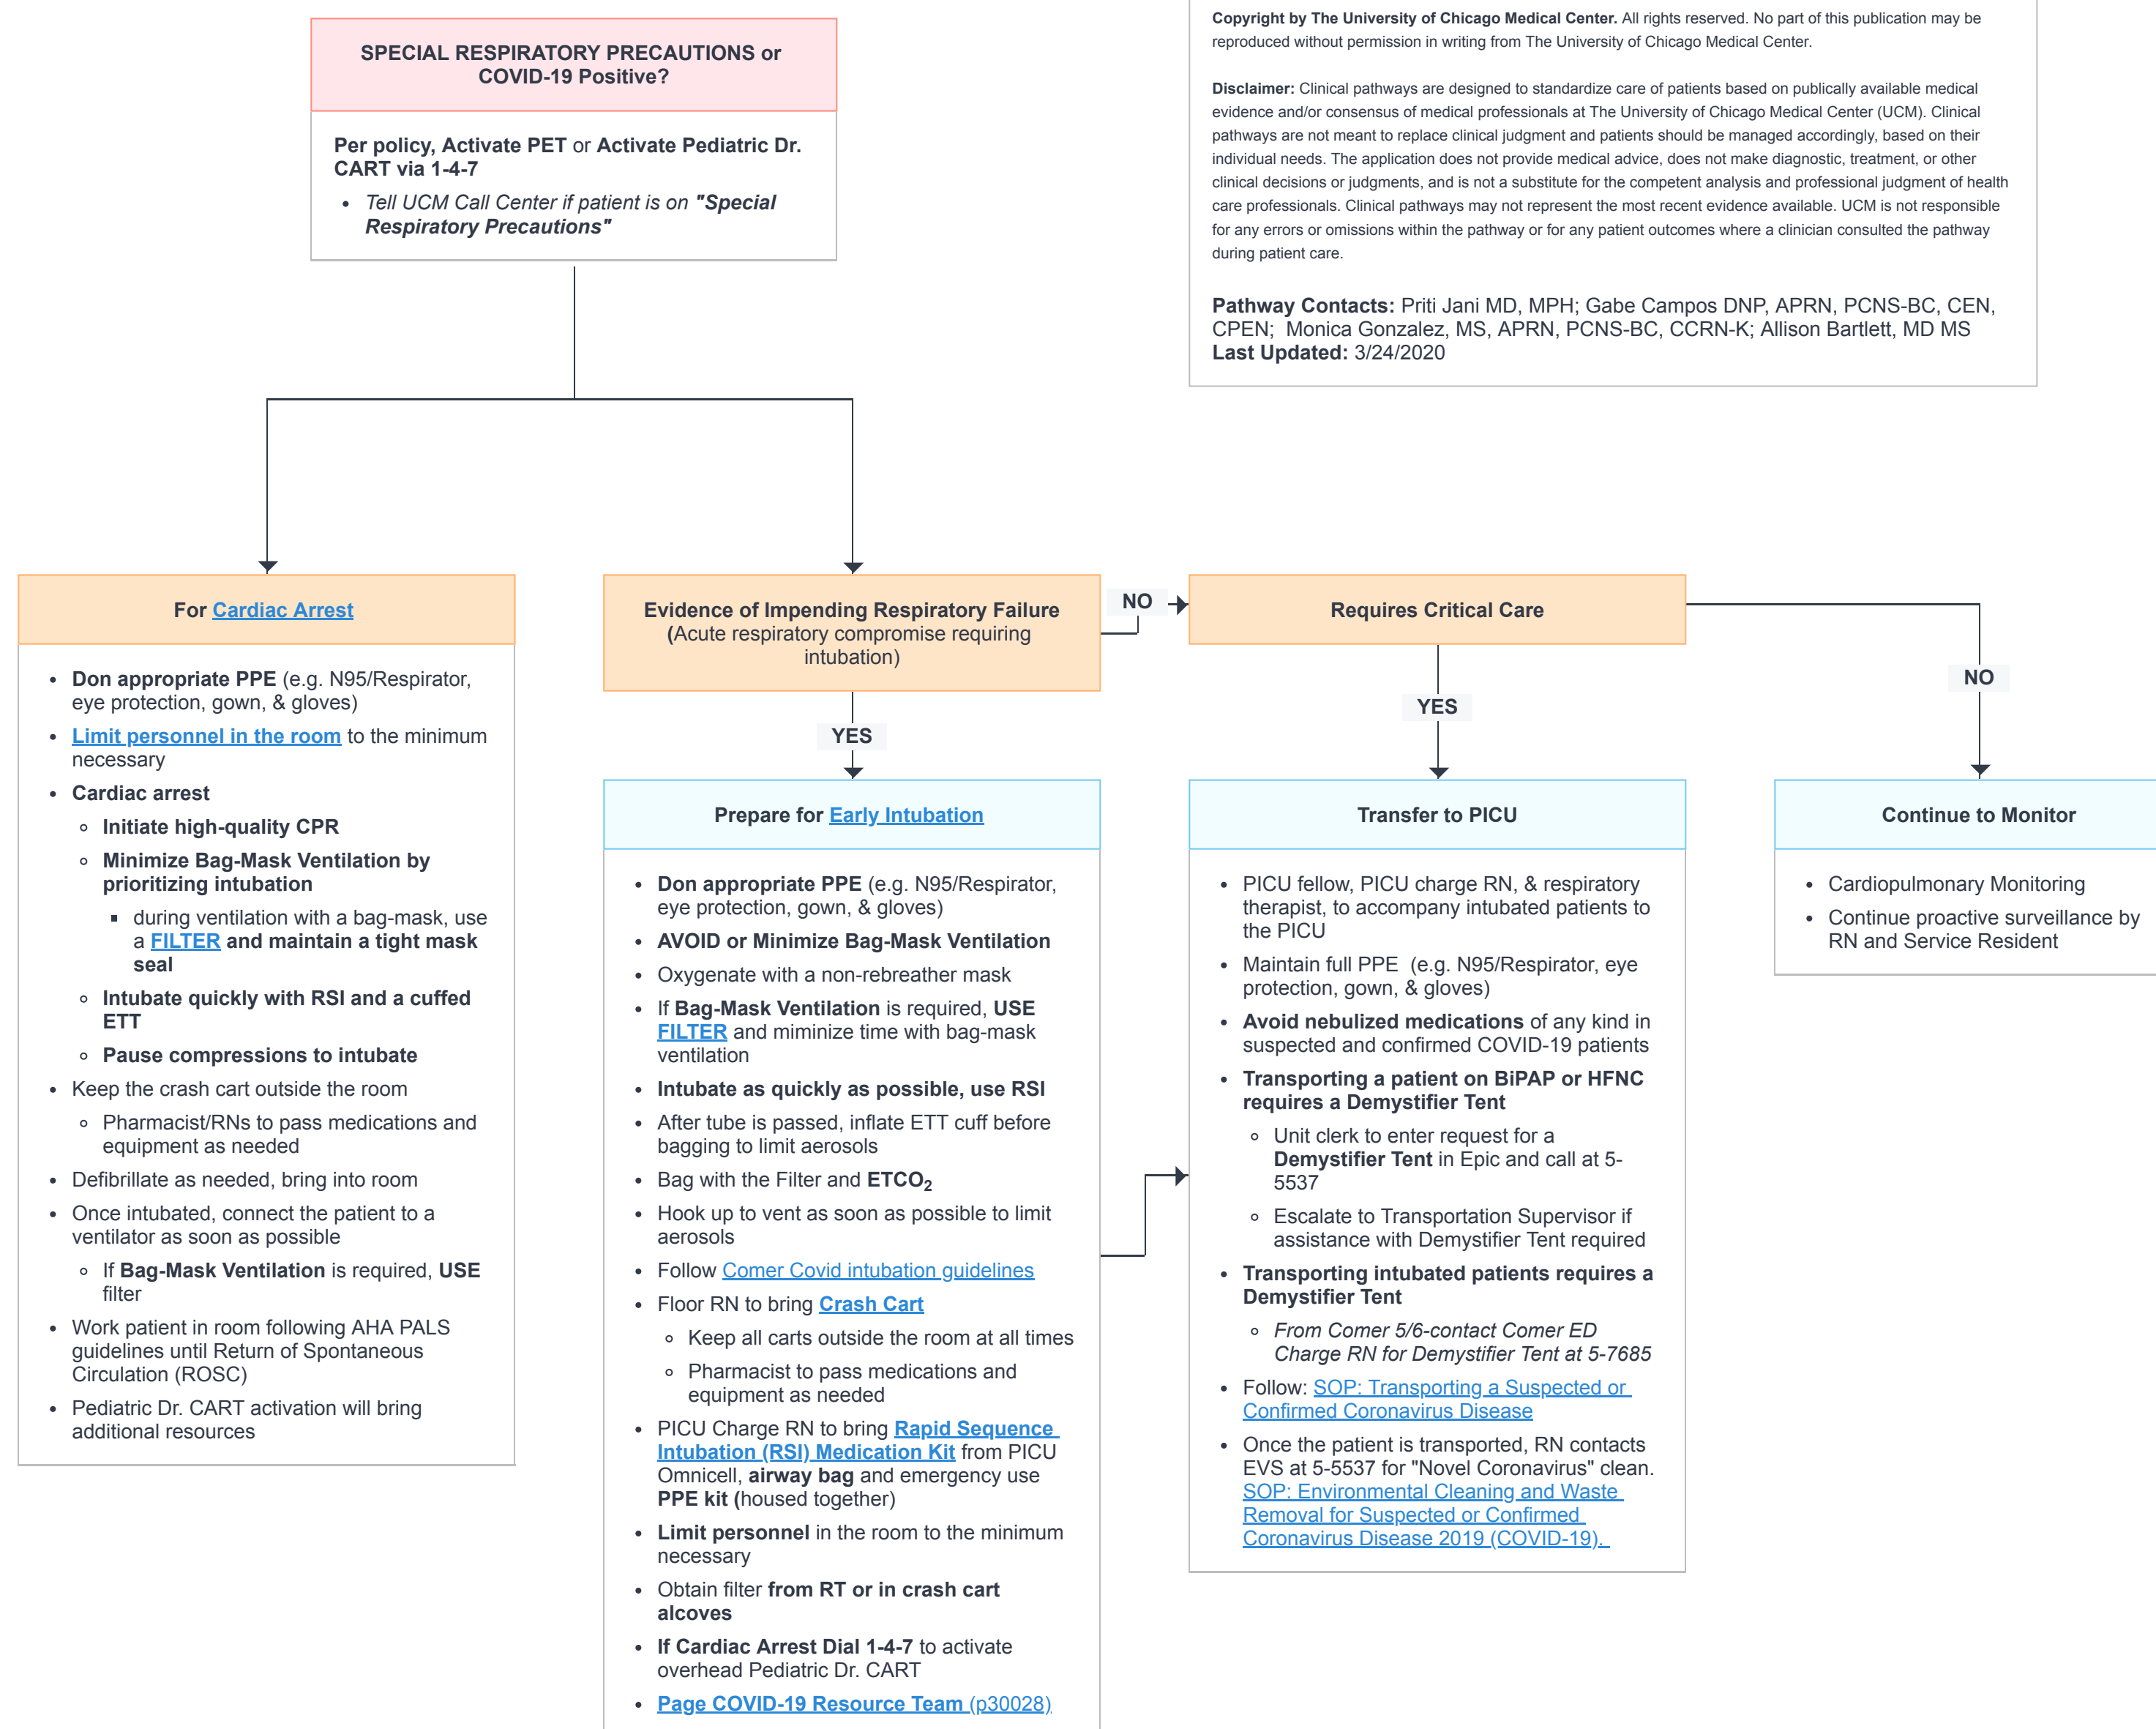 SPECIAL RESPIRATORY PRECAUTIONS or
COVID-19 Positive?
Per policy, Activate PET or Activate Pediatric Dr.
CART via 1-4-7
• Tell UCM Call Center if patient is on "Special
Respiratory Precautions"
Copyright by The University of Chicago Medical Center. All rights reserved. No part of this publication may be
reproduced without permission in writing from The University of Chicago Medical Center.
Disclaimer: Clinical pathways are designed to standardize care of patients based on publically available medical
evidence and/or consensus of medical professionals at The University of Chicago Medical Center (UCM). Clinical
pathways are not meant to replace clinical judgment and patients should be managed accordingly, based on their
individual needs. The application does not provide medical advice, does not make diagnostic, treatment, or other
clinical decisions or judgments, and is not a substitute for the competent analysis and professional judgment of health
care professionals. Clinical pathways may not represent the most recent evidence available. UCM is not responsible
for any errors or omissions within the pathway or for any patient outcomes where a clinician consulted the pathway
during patient care.
Pathway Contacts: Priti Jani MD, MPH; Gabe Campos DNP, APRN, PCNS-BC, CEN,
CPEN; Monica Gonzalez, MS, APRN, PCNS-BC, CCRN-K; Allison Bartlett, MD MS
Last Updated: 3/24/2020
For Cardiac Arrest
• Don appropriate PPE (e.g. N95/Respirator,
eye protection, gown, & gloves)
• Limit personnel in the room to the minimum
necessary
• Cardiac arrest
◦ Initiate high-quality CPR
◦ Minimize Bag-Mask Ventilation by
prioritizing intubation
▪ during ventilation with a bag-mask, use
a FILTER and maintain a tight mask
seal
◦ Intubate quickly with RSI and a cuffed
ETT
◦ Pause compressions to intubate
• Keep the crash cart outside the room
◦ Pharmacist/RNs to pass medications and
equipment as needed
• Defibrillate as needed, bring into room
• Once intubated, connect the patient to a
ventilator as soon as possible
◦ If Bag-Mask Ventilation is required, USE
filter
• Work patient in room following AHA PALS
guidelines until Return of Spontaneous
Circulation (ROSC)
• Pediatric Dr. CART activation will bring
additional resources
Evidence of Impending Respiratory Failure
(Acute respiratory compromise requiring
intubation)
NO
YES
Prepare for Early Intubation
• Don appropriate PPE (e.g. N95/Respirator,
eye protection, gown, & gloves)
• AVOID or Minimize Bag-Mask Ventilation
• Oxygenate with a non-rebreather mask
• If Bag-Mask Ventilation is required, USE
FILTER and miminize time with bag-mask
ventilation
• Intubate as quickly as possible, use RSI
• After tube is passed, inflate ETT cuff before
bagging to limit aerosols
• Bag with the Filter and ETCO2
• Hook up to vent as soon as possible to limit
aerosols
• Follow Comer Covid intubation guidelines
• Floor RN to bring Crash Cart
◦ Keep all carts outside the room at all times
◦ Pharmacist to pass medications and
equipment as needed
• PICU Charge RN to bring Rapid Sequence
Intubation (RSI) Medication Kit from PICU
Omnicell, airway bag and emergency use
PPE kit (housed together)
• Limit personnel in the room to the minimum
necessary
• Obtain filter from RT or in crash cart
alcoves
• If Cardiac Arrest Dial 1-4-7 to activate
overhead Pediatric Dr. CART
• Page COVID-19 Resource Team (p30028)
Requires Critical Care
YES
NO
Transfer to PICU
• PICU fellow, PICU charge RN, & respiratory
therapist, to accompany intubated patients to
the PICU
• Maintain full PPE (e.g. N95/Respirator, eye
protection, gown, & gloves)
• Avoid nebulized medications of any kind in
suspected and confirmed COVID-19 patients
• Transporting a patient on BiPAP or HFNC
requires a Demystifier Tent
◦ Unit clerk to enter request for a
Demystifier Tent in Epic and call at 5-
5537
◦ Escalate to Transportation Supervisor if
assistance with Demystifier Tent required
• Transporting intubated patients requires a
Demystifier Tent
◦ From Comer 5/6-contact Comer ED
Charge RN for Demystifier Tent at 5-7685
• Follow: SOP: Transporting a Suspected or
Confirmed Coronavirus Disease
• Once the patient is transported, RN contacts
EVS at 5-5537 for "Novel Coronavirus" clean.
SOP: Environmental Cleaning and Waste
Removal for Suspected or Confirmed
Coronavirus Disease 2019 (COVID-19).
Continue to Monitor
• Cardiopulmonary Monitoring
• Continue proactive surveillance by
RN and Service Resident